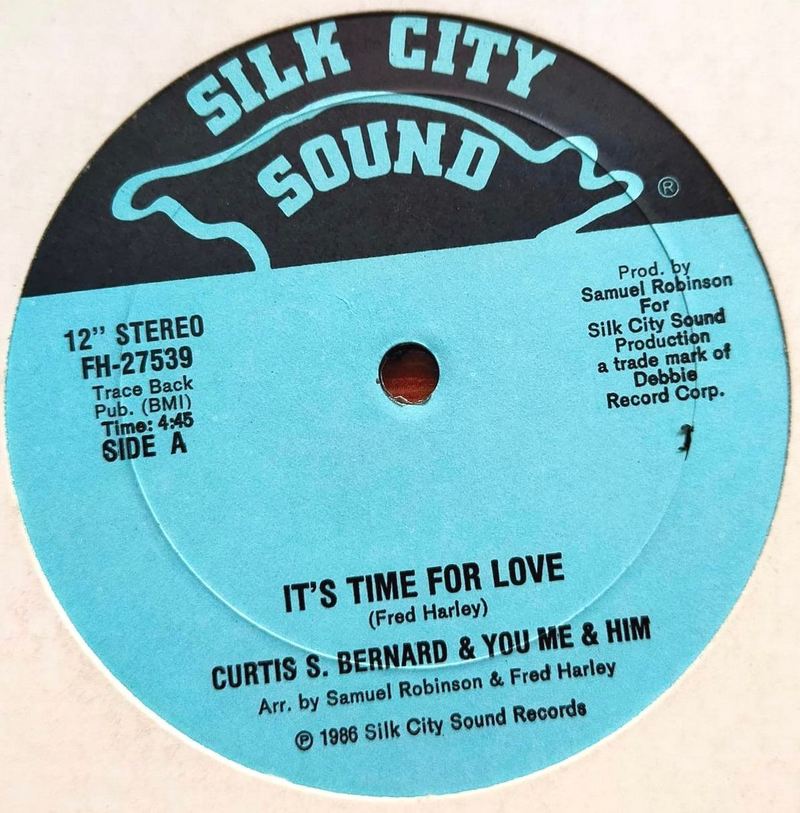 SILK CITY
SOUND
®
12" STEREO
FH-27539
Trace Back
Pub. (BMI)
Time: 4:45
SIDE A
Prod. by
Samuel Robinson
For
Silk City Sound
Production
a trade mark of
Debbie
Record Corp.
IT'S TIME FOR LOVE
(Fred Harley)
CURTIS S. BERNARD & YOU ME & HIM
Arr. by Samuel Robinson & Fred Harley
℗ 1986 Silk City Sound Records